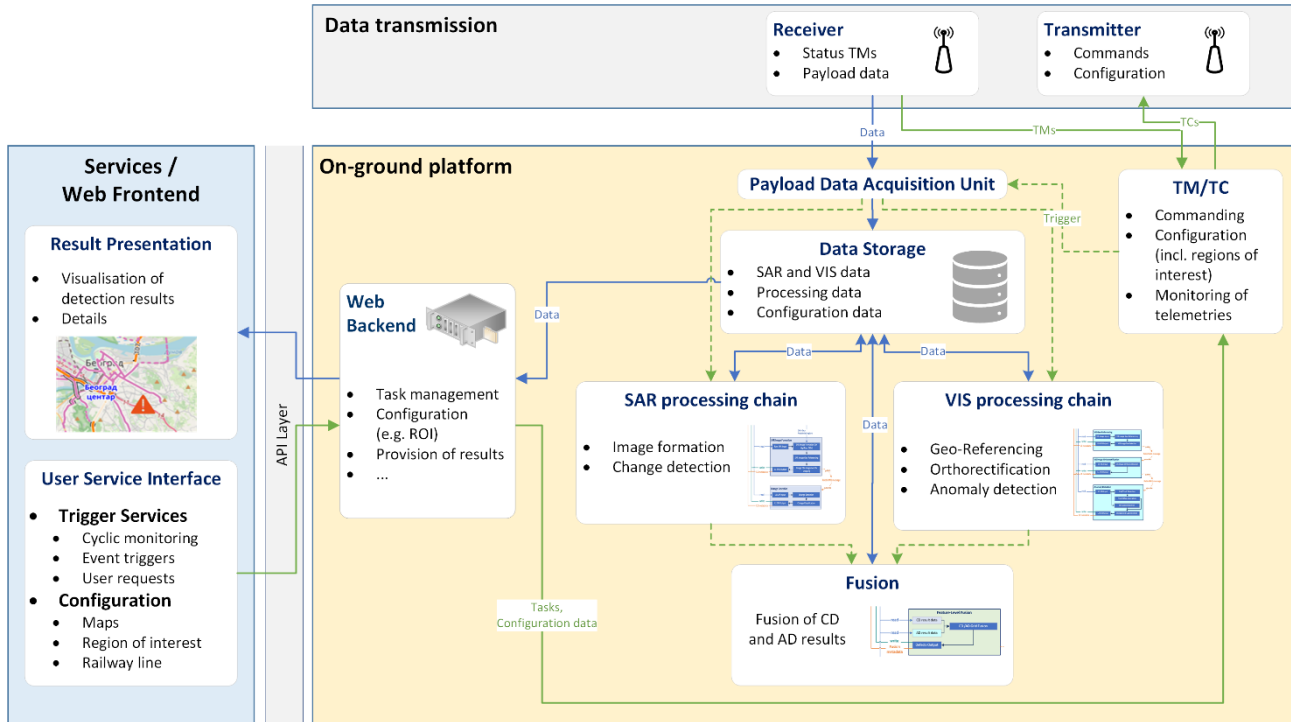 Data transmission
Receiver
• Status TMs
• Payload data
Transmitter
• Commands
• Configuration
Data
TMs
TCs
Services /
Web Frontend
Result Presentation
• Visualisation of
detection results
• Details
Београд
Београд
центар
User Service Interface
• Trigger Services
• Cyclic monitoring
• Event triggers
• User requests
• Configuration
• Maps
• Region of interest
• Railway line
API Layer
On-ground platform
Payload Data Acquisition Unit
Trigger
TM/TC
• Commanding
• Configuration
(incl. regions of
interest)
• Monitoring of
telemetries
Data Storage
• SAR and VIS data
• Processing data
• Configuration data
Data
Web
Backend
• Task management
• Configuration
(e.g. ROI)
• Provision of results
• ...
Data
Data
SAR processing chain
• Image formation
• Change detection
Data
VIS processing chain
• Geo-Referencing
• Orthorectification
• Anomaly detection
Fusion
Fusion of CD
and AD results
Tasks,
Configuration data